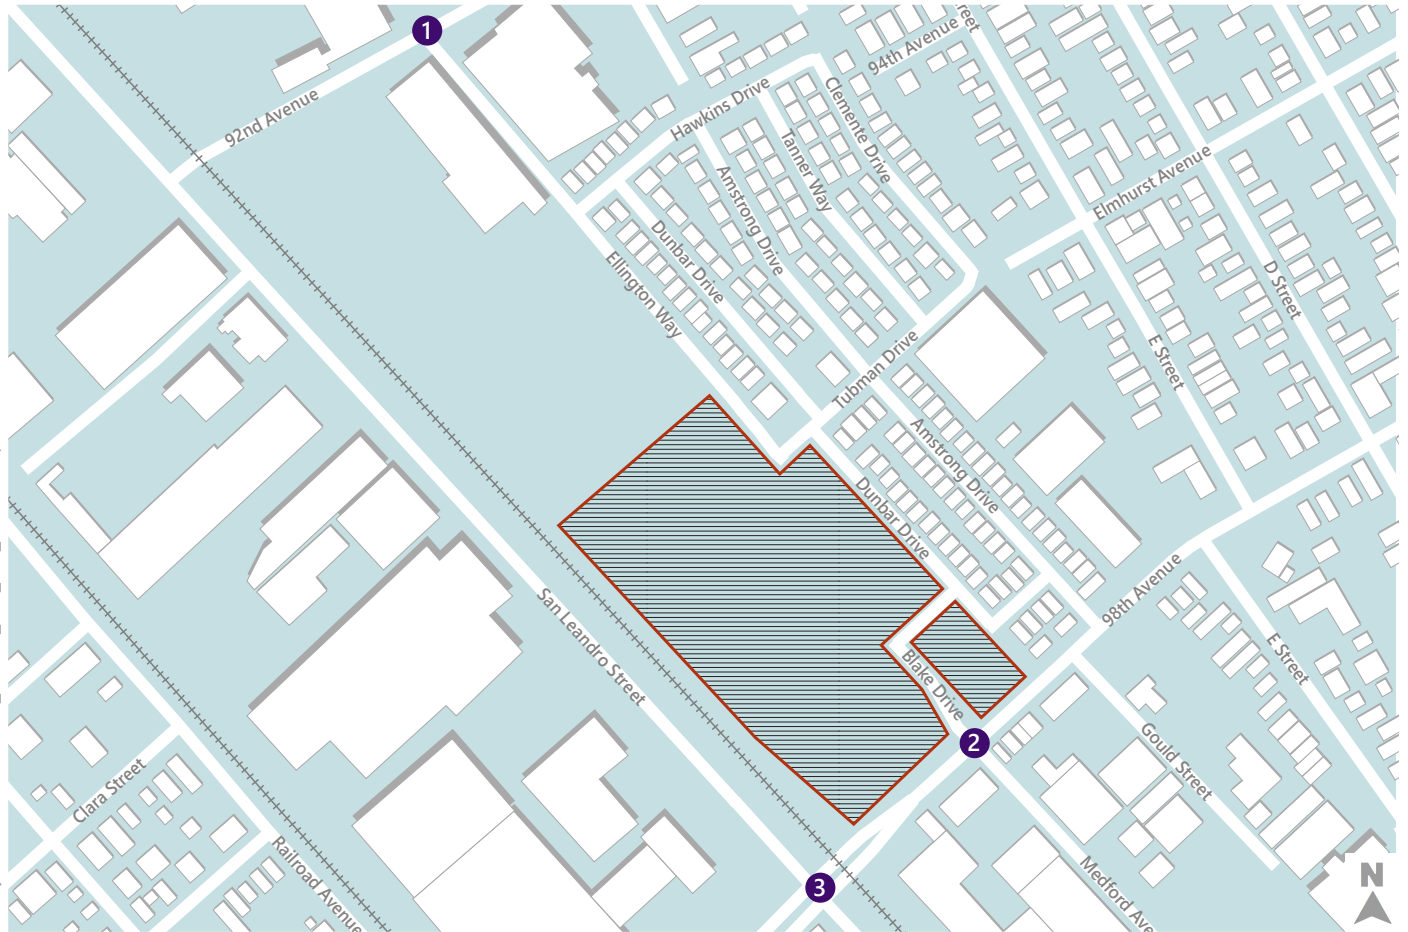 1
94th Avenue
reet
92nd Avenue
Hawkins Drive
Clemente Drive
Tanner Way
Amstrong Drive
Elmhurst Avenue
Dunbar Drive
Ellington Way
D Street
E Street
Tubman Drive
Amstrong Drive
Dunbar Drive
98th Avenue
San Leandro Street
Blake Drive
E Street
2
Gould Street
Clara Street
Railroad Avenue
3
Medford Ave
N